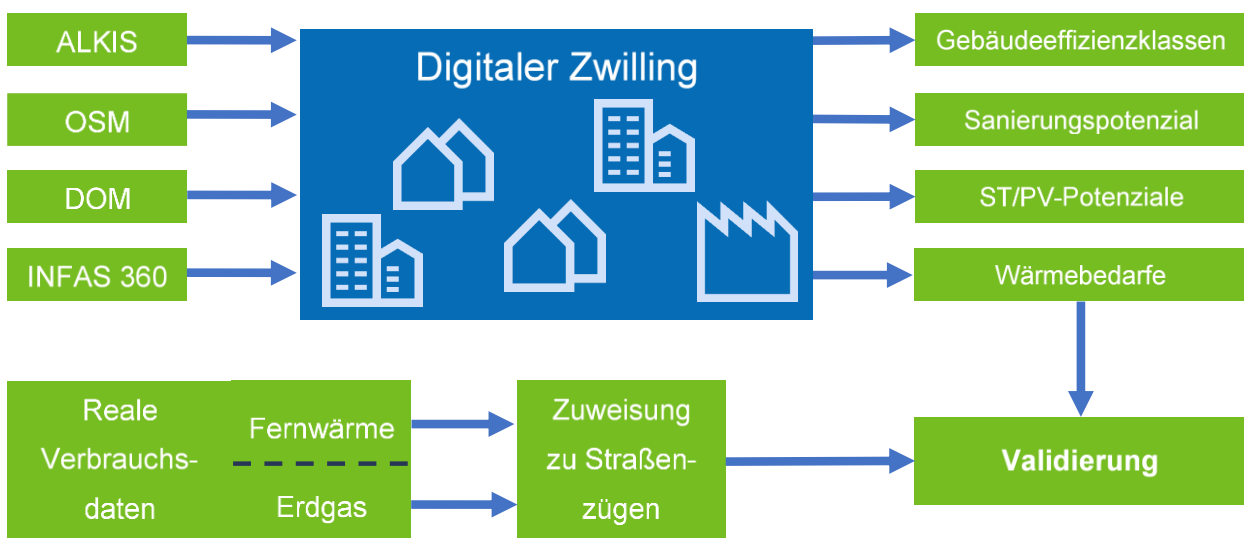 ALKIS
OSM
DOM
INFAS 360
Digitaler Zwilling
Gebäudeeffizienzklassen
Sanierungspotenzial
ST/PV-Potenziale
Wärmebedarfe
Reale
Verbrauchs-
daten
Fernwärme
Erdgas
Zuweisung
zu Straßen-
zügen
Validierung